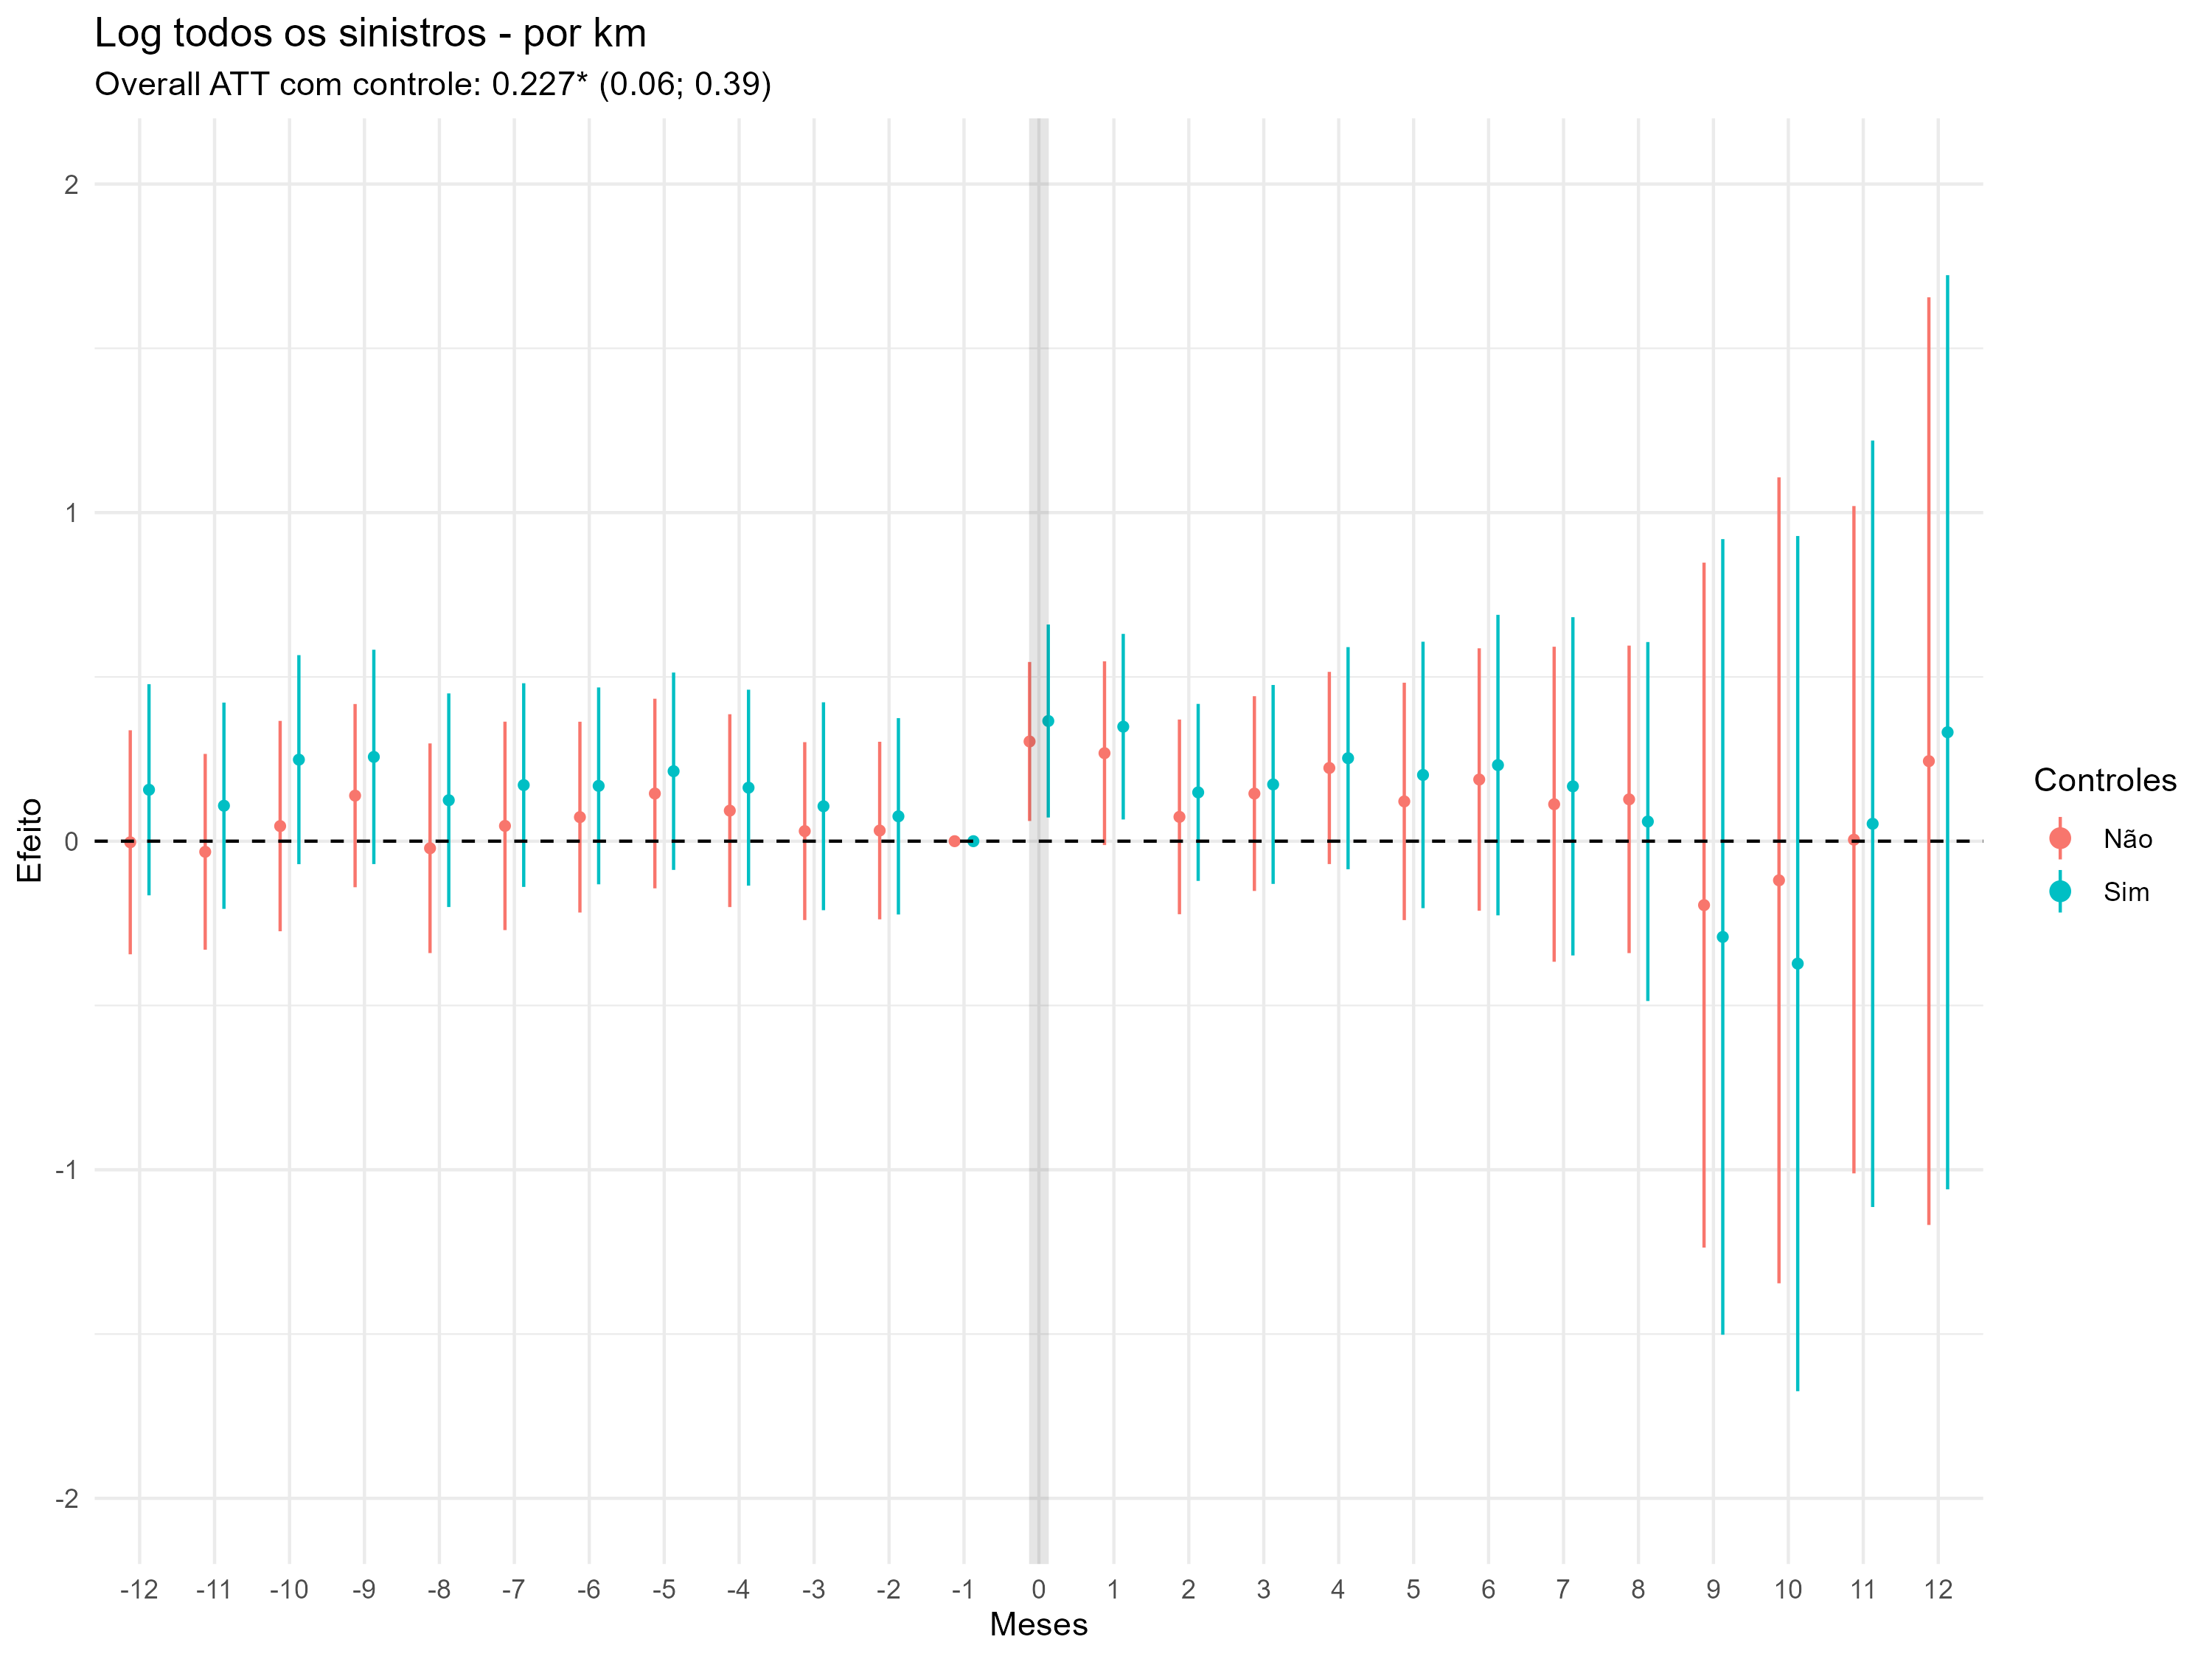 Log todos os sinistros - por km
Overall ATT com controle: 0.227* (0.06; 0.39)
2
1
0
-1
-2
Efeito
-12 -11 -10 -9 -8 -7 -6 -5 -4 -3 -2 -1 0 1 2 3 4 5 6 7 8 9 10 11 12
Meses
Controles
Não
Sim